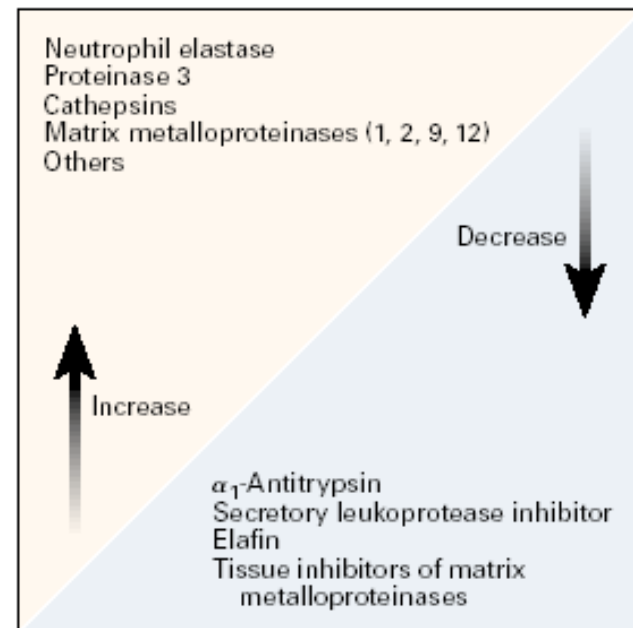 Neutrophil elastase
Proteinase 3
Cathepsins
Matrix metalloproteinases (1, 2, 9, 12)
Others
Decrease
Increase
α₁-Antitrypsin
Secretory leukoprotease inhibitor
Elafin
Tissue inhibitors of matrix
metalloproteinases